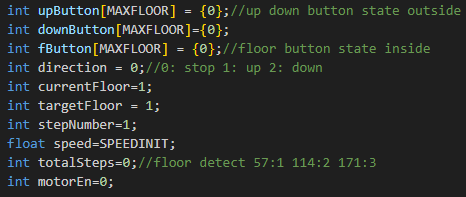 int upButton[MAXFLOOR] = {0};//up down button state outside
int downButton[MAXFLOOR]={0};
int fButton[MAXFLOOR] = {0};//floor button state inside
int direction = 0;//0: stop 1: up 2: down
int currentFloor=1;
int targetFloor = 1;
int stepNumber=1;
float speed=SPEEDINIT;
int totalSteps=0;//floor detect 57:1 114:2 171:3
int motorEn=0;